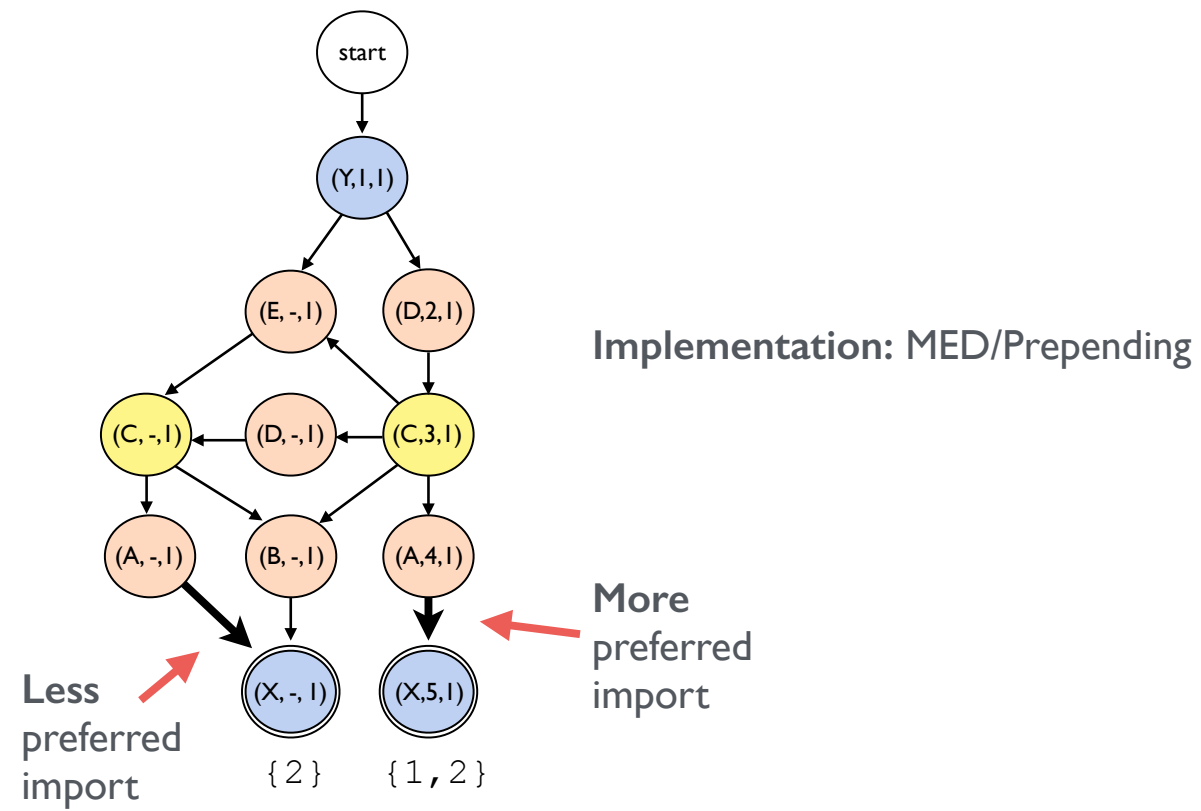 start
(Y,1,1)
(E, -,1)
(D,2,1)
Implementation: MED/Prepending
(C, -,1)
(D, -,1)
(C,3,1)
(A, -,1)
(B, -,1)
(A,4,1)
More
preferred
import
Less
preferred
import
(X, -, 1)
(X,5,1)
{2}
{1,2}